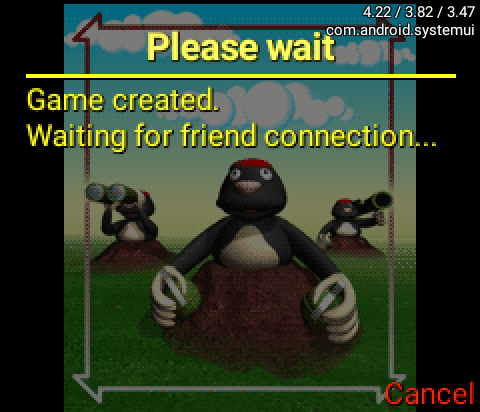 4.22 / 3.82 / 3.47
com.android.systemui
Please wait
Game created.
Waiting for friend connection...
Cancel